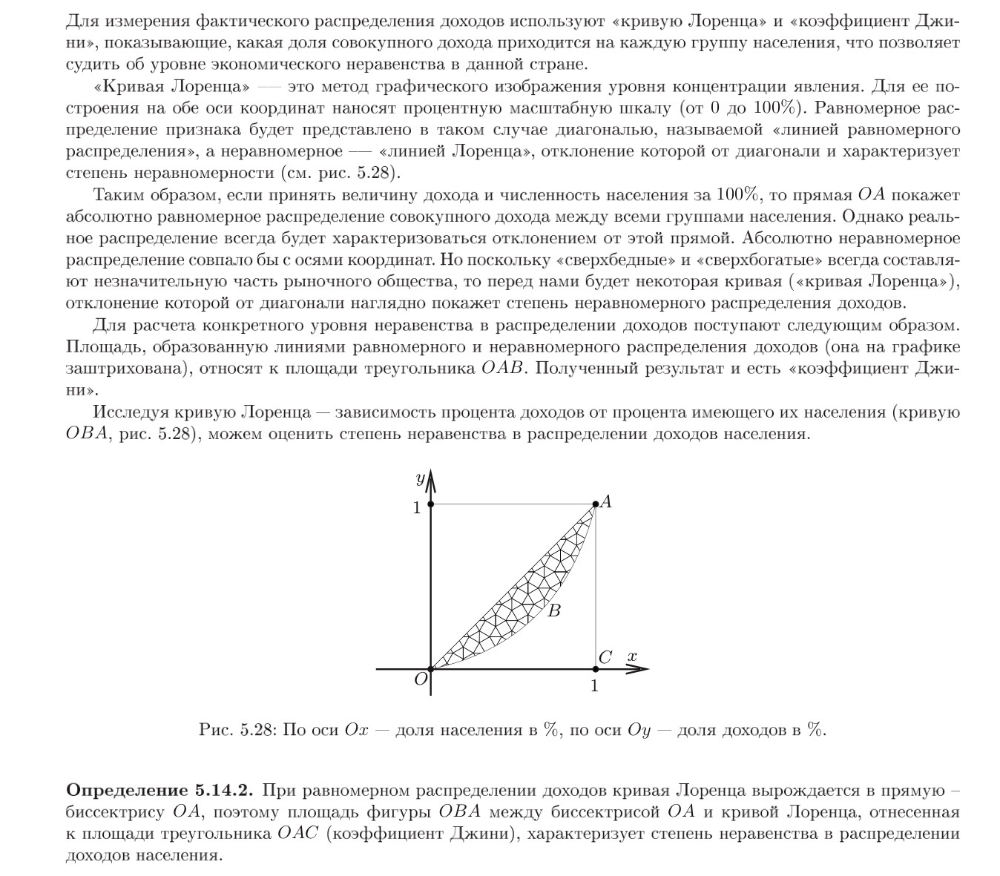 Для измерения фактического распределения доходов используют «кривую Лоренца» и «коэффициент Джи-
ни», показывающие, какая доля совокупного дохода приходится на каждую группу населения, что позволяет
судить об уровне экономического неравенства в данной стране.
«Кривая Лоренца» — это метод графического изображения уровня концентрации явления. Для ее по-
строения на обе оси координат наносят процентную масштабную шкалу (от 0 до 100%). Равномерное рас-
пределение признака будет представлено в таком случае диагональю, называемой «линией равномерного
распределения», а неравномерное — «линией Лоренца», отклонение которой от диагонали и характеризует
степень неравномерности (см. рис. 5.28).
Таким образом, если принять величину дохода и численность населения за 100%, то прямая OA покажет
абсолютно равномерное распределение совокупного дохода между всеми группами населения. Однако реаль-
ное распределение всегда будет характеризоваться отклонением от этой прямой. Абсолютно неравномерное
распределение совпало бы с осями координат. Но поскольку «сверхбедные» и «сверхбогатые» всегда составля-
ют незначительную часть рыночного общества, то перед нами будет некоторая кривая («кривая Лоренца»),
отклонение которой от диагонали наглядно покажет степень неравномерного распределения доходов.
Для расчета конкретного уровня неравенства в распределении доходов поступают следующим образом.
Площадь, образованную линиями равномерного и неравномерного распределения доходов (она на графике
заштрихована), относят к площади треугольника OAB. Полученный результат и есть «коэффициент Джи-
ни».
Исследуя кривую Лоренца — зависимость процента доходов от процента имеющего их населения (кривую
OBA, рис. 5.28), можем оценить степень неравенства в распределении доходов населения.
y
1
A
B
C x
O
1
Рис. 5.28: По оси Ox — доля населения в %, по оси Oy — доля доходов в %.
Определение 5.14.2. При равномерном распределении доходов кривая Лоренца вырождается в прямую –
биссектрису OA, поэтому площадь фигуры OBA между биссектрисой OA и кривой Лоренца, отнесенная
к площади треугольника OAC (коэффициент Джини), характеризует степень неравенства в распределении
доходов населения.